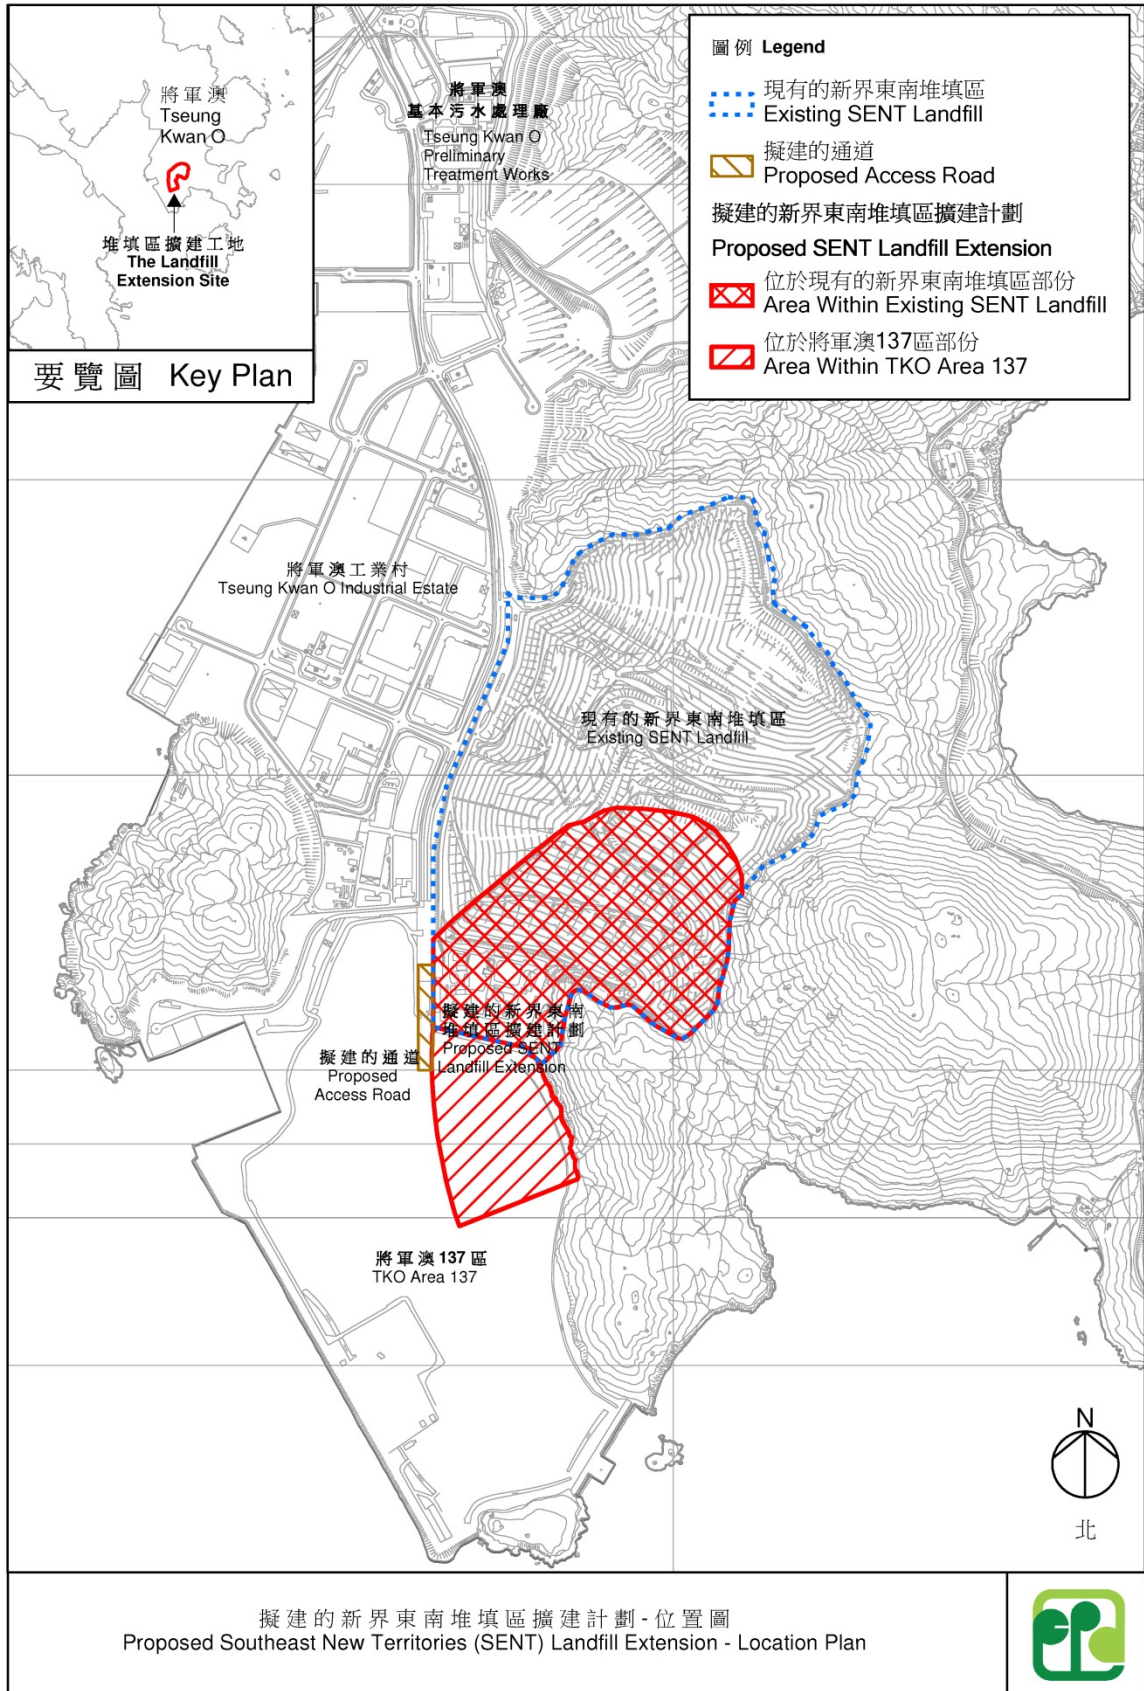 將軍澳
Tseung
Kwan O
堆填區擴建工地
The Landfill
Extension Site
要覽圖 Key Plan
將軍澳
基本污水處理廠
Tseung Kwan O
Preliminary
Treatment Works
圖例 Legend
現有的新界東南堆填區
Existing SENT Landfill
擬建的通道
Proposed Access Road
擬建的新界東南堆填區擴建計劃
Proposed SENT Landfill Extension
位於現有的新界東南堆填區部份
Area Within Existing SENT Landfill
位於將軍澳137區部份
Area Within TKO Area 137
將軍澳工業村
Tseung Kwan O Industrial Estate
現有的新界東南堆填區
Existing SENT Landfill
擬建的新界東南
堆填區擴建計劃
Proposed SENT
Landfill Extension
擬建的通道
Proposed
Access Road
將軍澳137區
TKO Area 137
N
北
擬建的新界東南堆填區擴建計劃-位置圖
Proposed Southeast New Territories (SENT) Landfill Extension - Location Plan